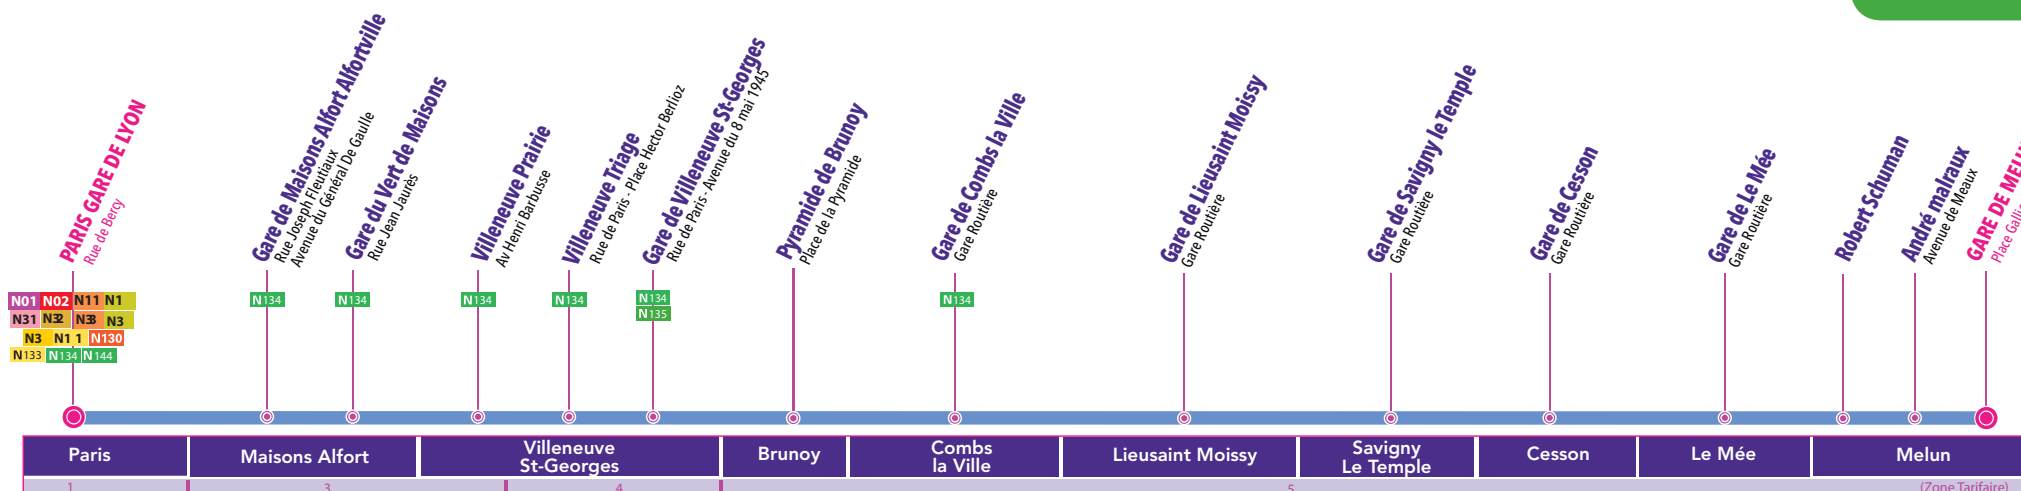 PARIS GARE DE LYON
Rue de Bercy
Gare de Maisons Alfort Alfortville
Rue Joseph Fleutiaux
Avenue du Général De Gaulle
Gare du Vert de Maisons
Rue Jean Jaurès
Villeneuve Prairie
Av Henri Barbusse
Villeneuve Triage
Rue de Paris - Place Hector Berlioz
Gare de Villeneuve St-Georges
Rue de Paris - Avenue du 8 mai 1945
Pyramide de Brunoy
Place de la Pyramide
Gare de Combs la Ville
Gare Routière
Gare de Lieusaint Moissy
Gare Routière
Gare de Savigny le Temple
Gare Routière
Gare de Cesson
Gare Routière
Gare de Le Mée
Gare Routière
Robert Schuman
André malraux
Avenue de Meaux
GARE DE
Place
N01 N02 N11 N1
N31 N32 N33 N3
N3 N11 1 N130
N133 N134 N144
N134
N134
N134
N134
N134
N135
N134
Paris
Maisons Alfort
Villeneuve
St-Georges
Brunoy
Combs
la Ville
Lieusaint Moissy
Savigny
Le Temple
Cesson
Le Mée
Melun
1 3 4 5 (Zone Tarifaire)